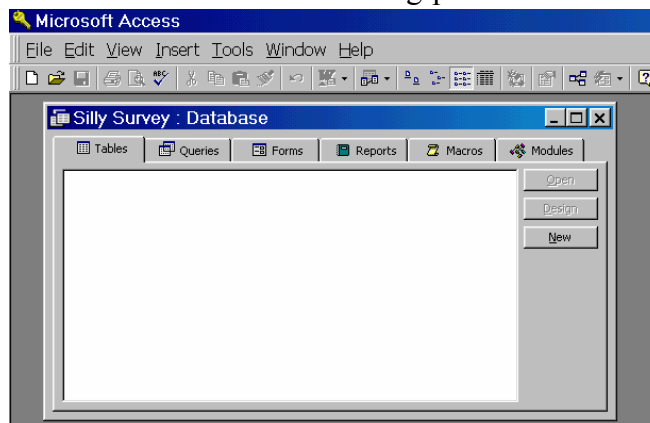 Microsoft Access
File Edit View Insert Tools Window Help
ABC
Silly Survey : Database
Tables Queries Forms Reports Macros Modules
Open
Design
New